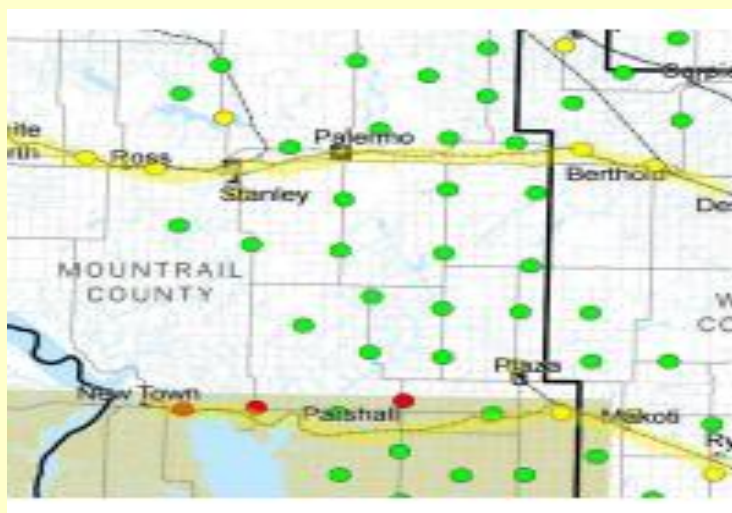 Palermo
Ross
Stanley
Berthold
MOUNTRAIL
COUNTY
Plaza
New Town
Parshall
Makoti